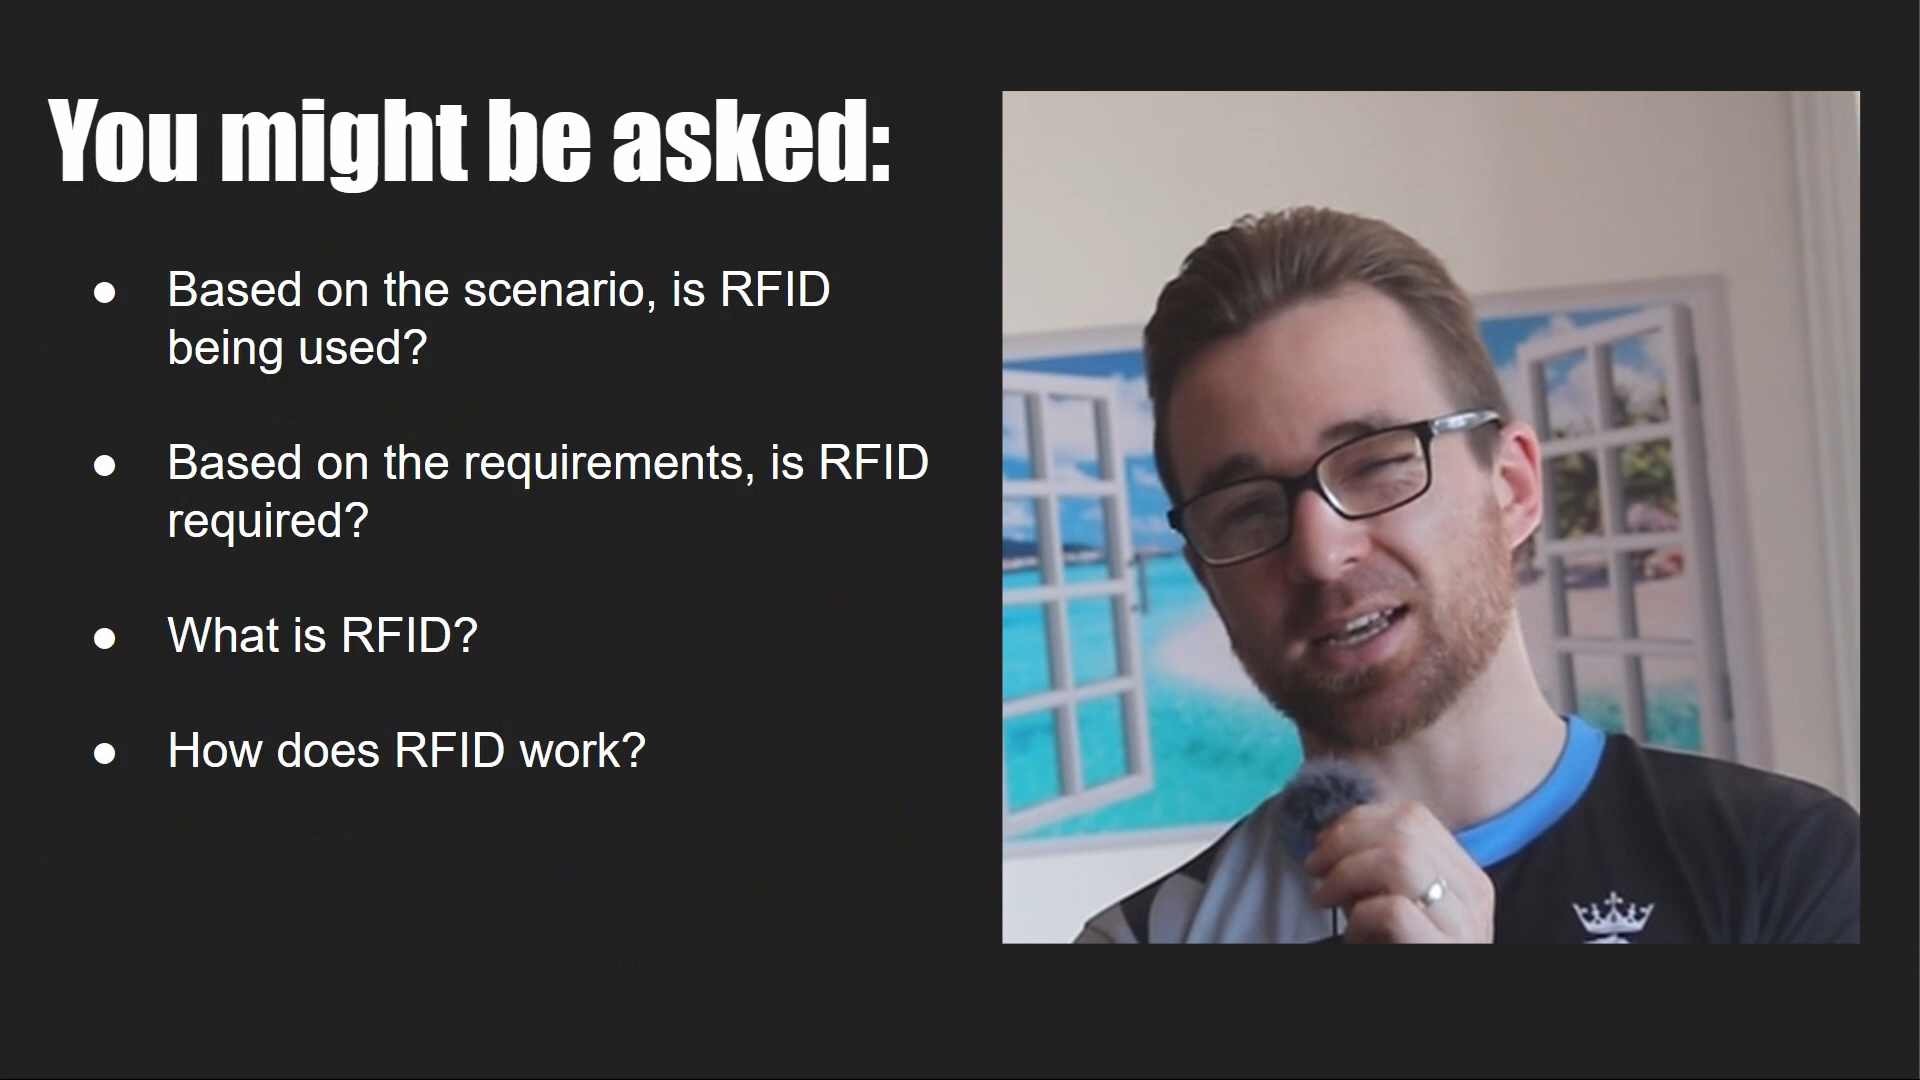 You might be asked:
● Based on the scenario, is RFID
being used?
● Based on the requirements, is RFID
required?
● What is RFID?
● How does RFID work?